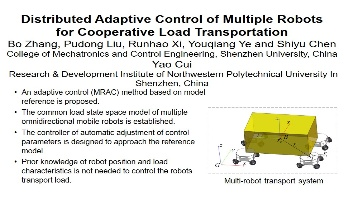 Distributed Adaptive Control of Multiple Robots
for Cooperative Load Transportation
Bo Zhang, Pudong Liu, Runhao Xi, Youqiang Ye and Shiyu Chen
College of Mechatronics and Control Engineering, Shenzhen University, China
Yao Cui
Research & Development Institute of Northwestern Polytechnical University In
Shenzhen, China
• An adaptive control (MRAC) method based on model
reference is proposed.
• The common load state space model of multiple
omnidirectional mobile robots is established.
• The controller of automatic adjustment of control
parameters is designed to approach the reference
model.
• Prior knowledge of robot position and load
characteristics is not needed to control the robots
transport load.
Multi-robot transport system